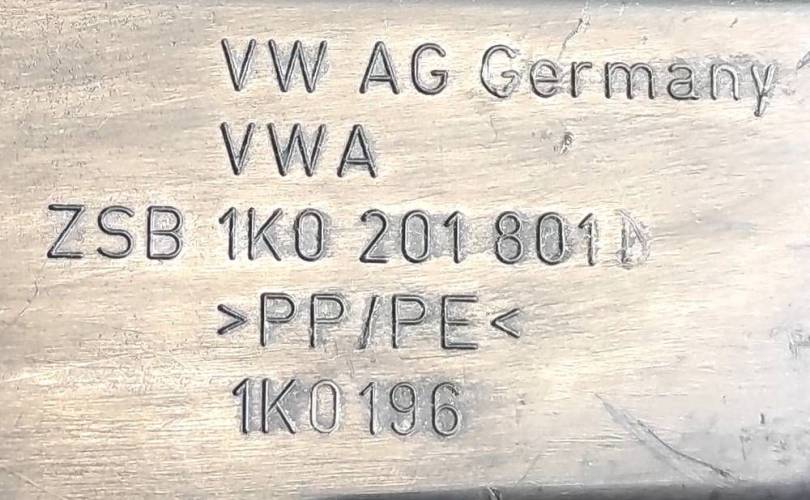 VW AG Germany
VWA
ZSB 1K0 201 801
>PP/PE<
1K0196